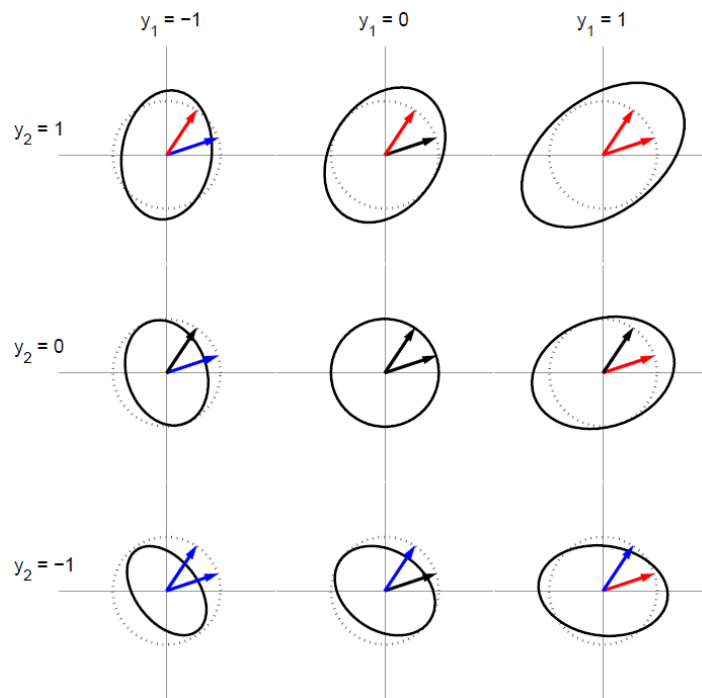 y₁ = −1
y₁ = 0
y₁ = 1
y₂ = 1
y₂ = 0
y₂ = −1